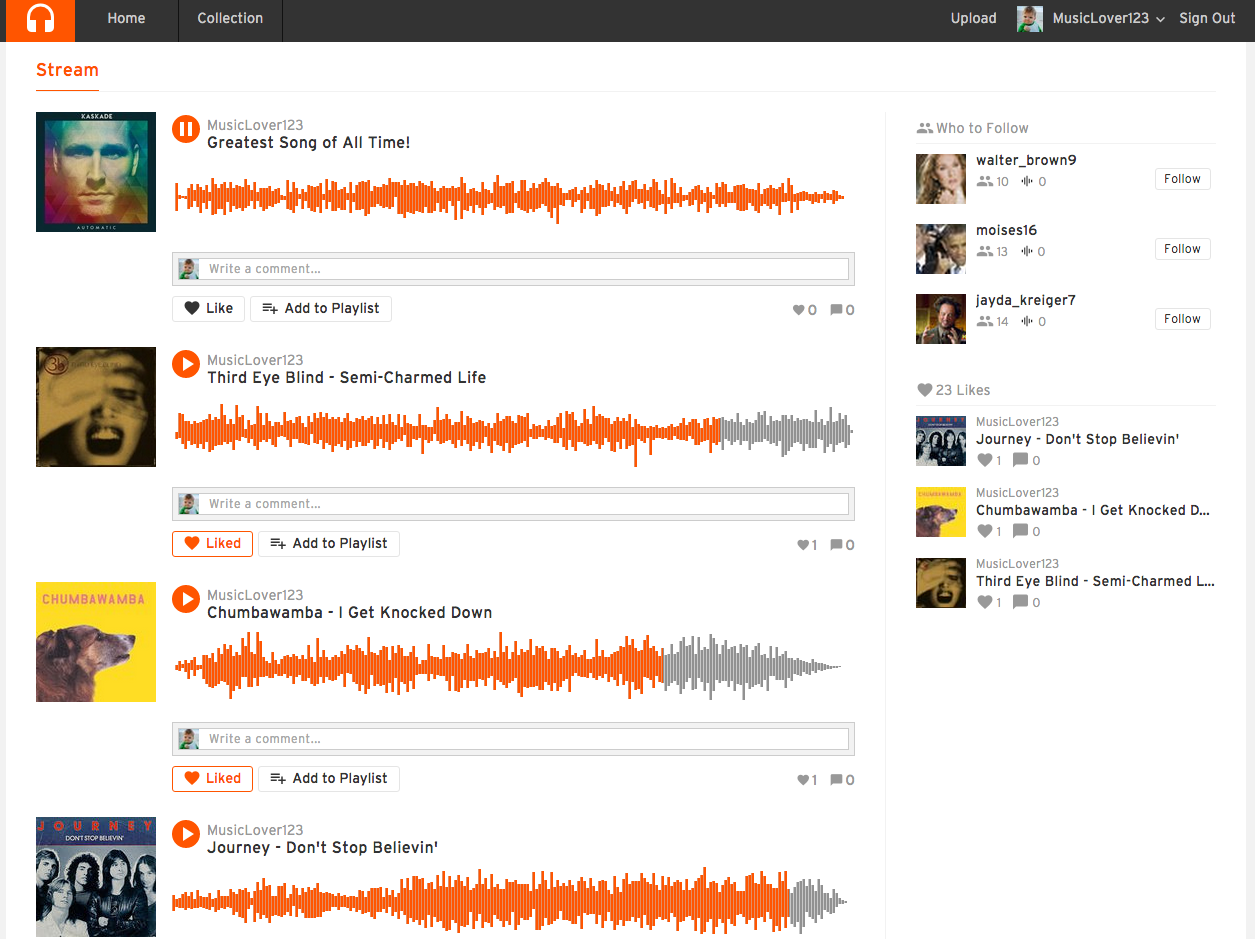 Home
Collection
Upload
MusicLover123
Sign Out
Stream
KASKADE
AUTOMATIC
MusicLover123
Greatest Song of All Time!
Write a comment...
Like
Add to Playlist
0
0
3b
MusicLover123
Third Eye Blind - Semi-Charmed Life
Write a comment...
Liked
Add to Playlist
1
0
CHUMBAWAMBA
MusicLover123
Chumbawamba - I Get Knocked Down
Write a comment...
Liked
Add to Playlist
1
0
JOURNEY
DON'T STOP BELIEVIN'
MusicLover123
Journey - Don't Stop Believin'
Who to Follow
walter_brown9
10 0
Follow
moises16
13 0
Follow
jayda_kreiger7
14 0
Follow
23 Likes
JOURNEY
MusicLover123
Journey - Don't Stop Believin'
1 0
CHUMBAWAMBA
MusicLover123
Chumbawamba - I Get Knocked D...
1 0
MusicLover123
Third Eye Blind - Semi-Charmed L...
1 0